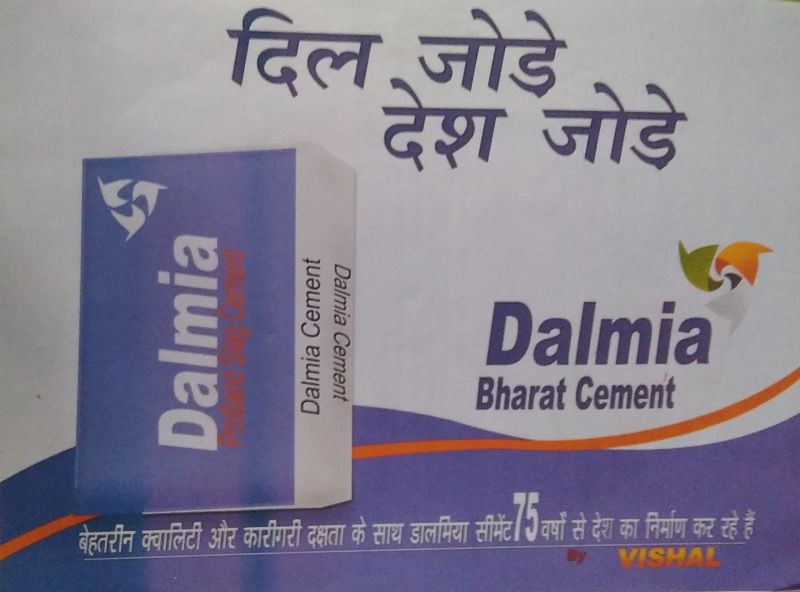 दिल जोड़े
देश जोड़े
Dalmia
Protland Slag Cement
Dalmia Cement
Dalmia Cement
Dalmia
Bharat Cement
बेहतरीन क्वालिटी और कारीगरी दक्षता के साथ डालमिया सीमेंट 75 वर्षों से देश का निर्माण कर रहे हैं
By VISHAL